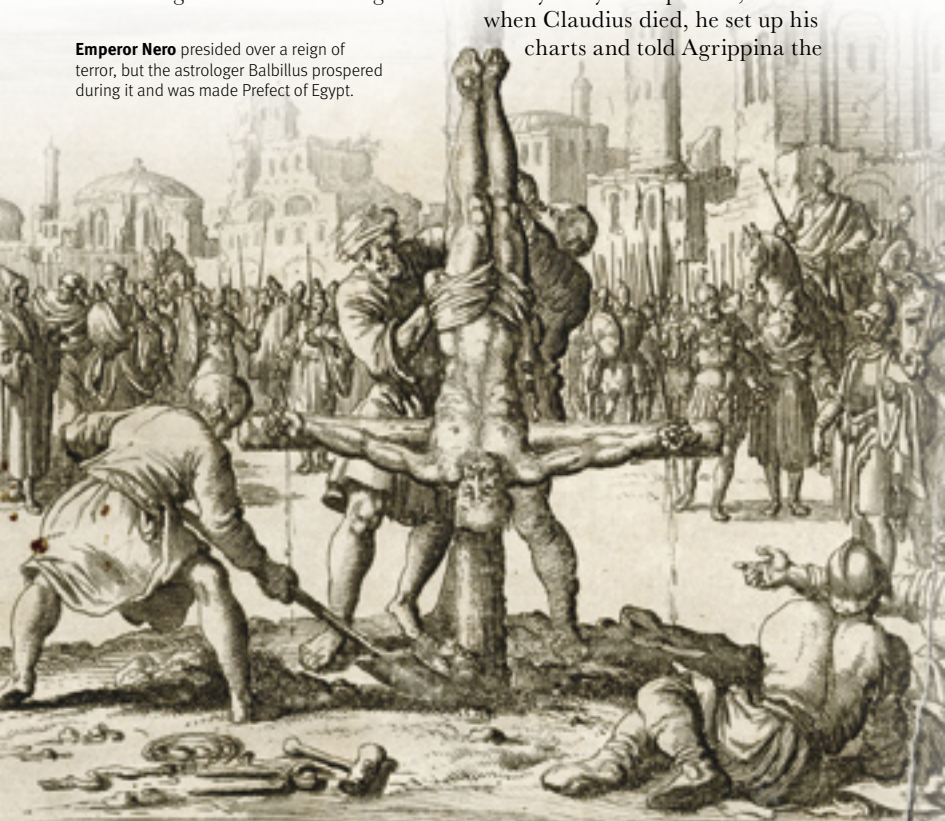 when Claudius died, he set up his
charts and told Agrippina the
Emperor Nero presided over a reign of
terror, but the astrologer Balbillus prospered
during it and was made Prefect of Egypt.